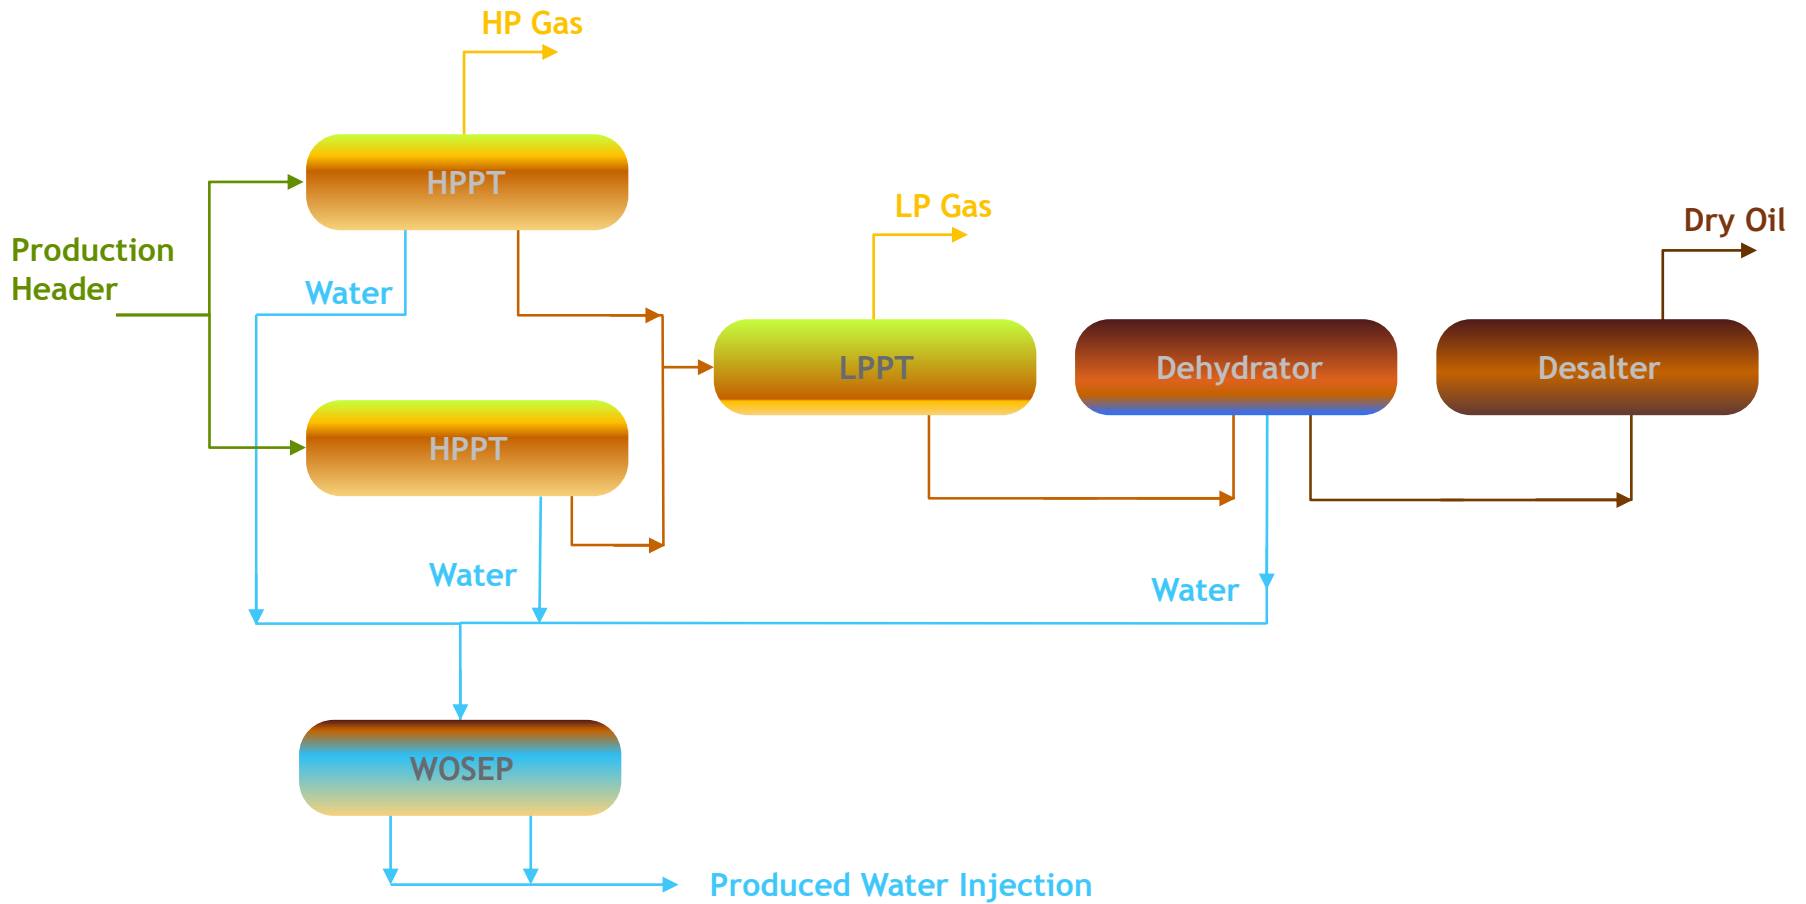 HP Gas
HPPT
LP Gas
Dry Oil
Production
Header
Water
LPPT
Dehydrator
Desalter
HPPT
Water
Water
WOSEP
Produced Water Injection